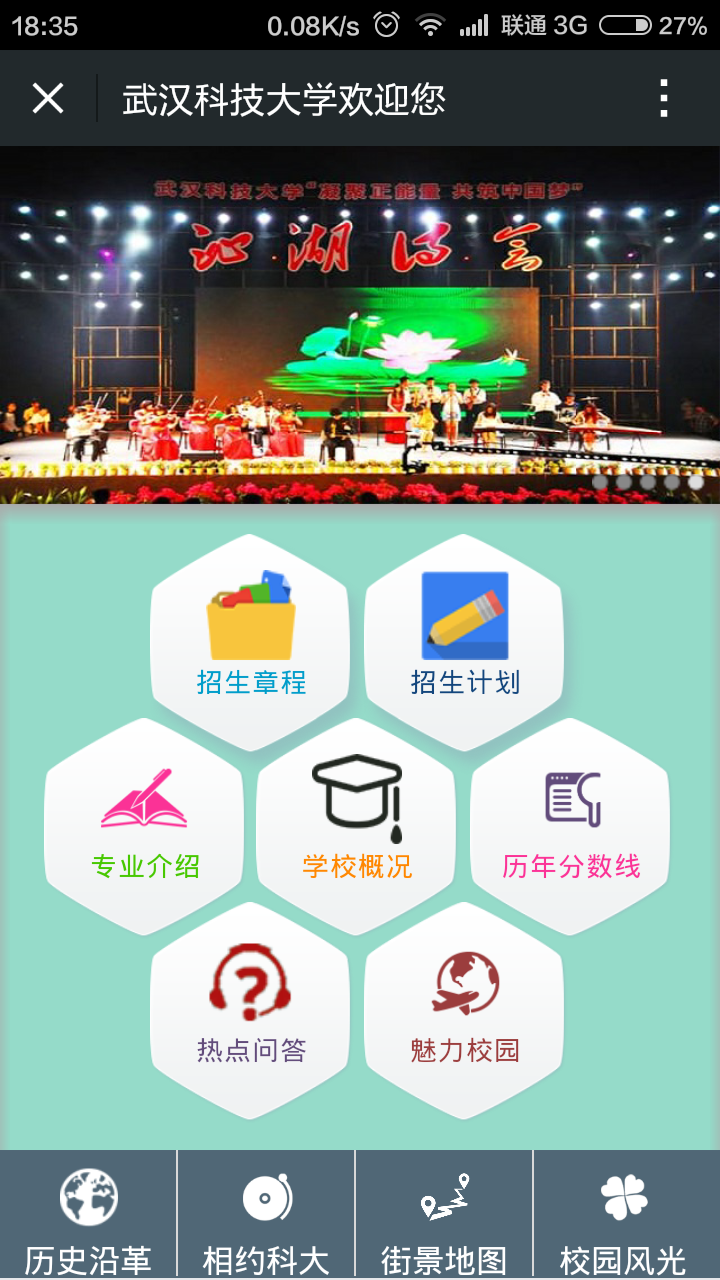 18:35 0.08K/s 联通 3G 27%
武汉科技大学欢迎您
武汉科技大学“凝聚正能量 共筑中国梦”
沁·湖·诗·会
招生章程 招生计划
专业介绍 学校概况 历年分数线
热点问答 魅力校园
历史沿革 相约科大 街景地图 校园风光